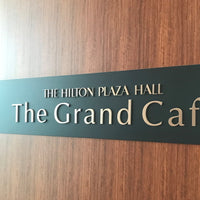 THE HILTON PLAZA HALL
The Grand Caf